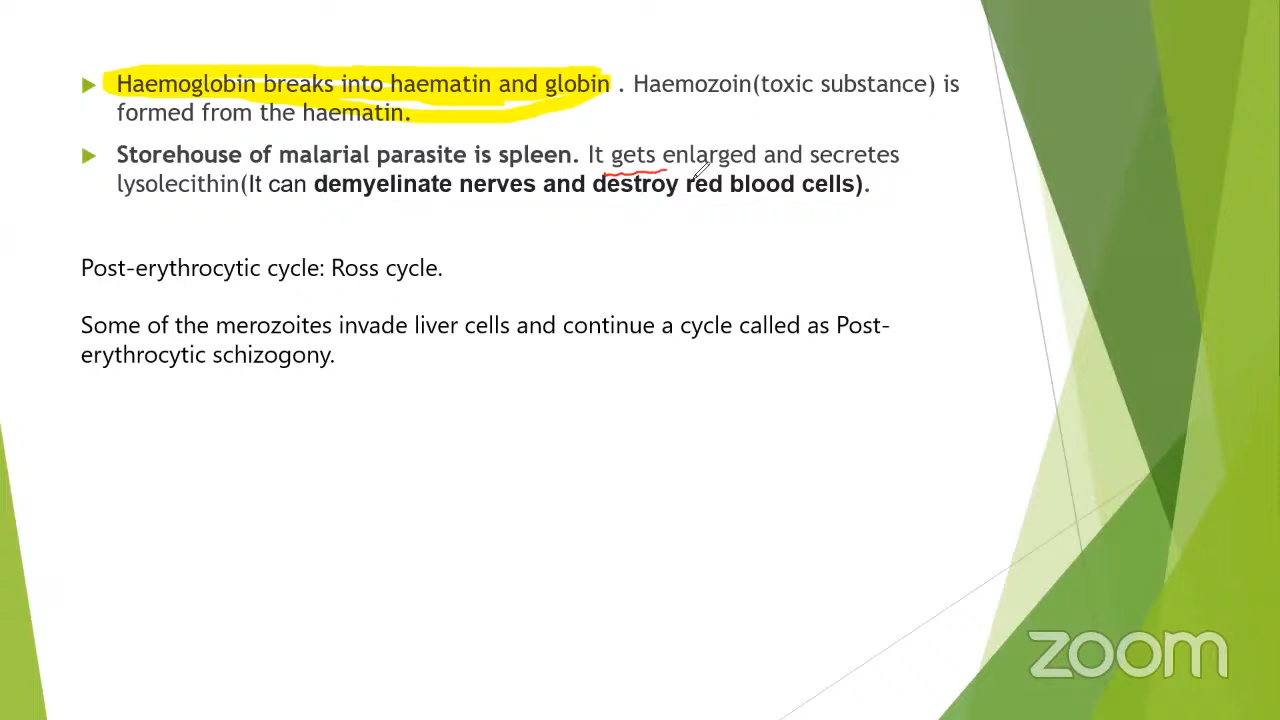 Haemoglobin breaks into haematin and globin . Haemozoin(toxic substance) is
formed from the haematin.
Storehouse of malarial parasite is spleen. It gets enlarged and secretes
lysolecithin(It can demyelinate nerves and destroy red blood cells).
Post-erythrocytic cycle: Ross cycle.
Some of the merozoites invade liver cells and continue a cycle called as Post-
erythrocytic schizogony.
zoom